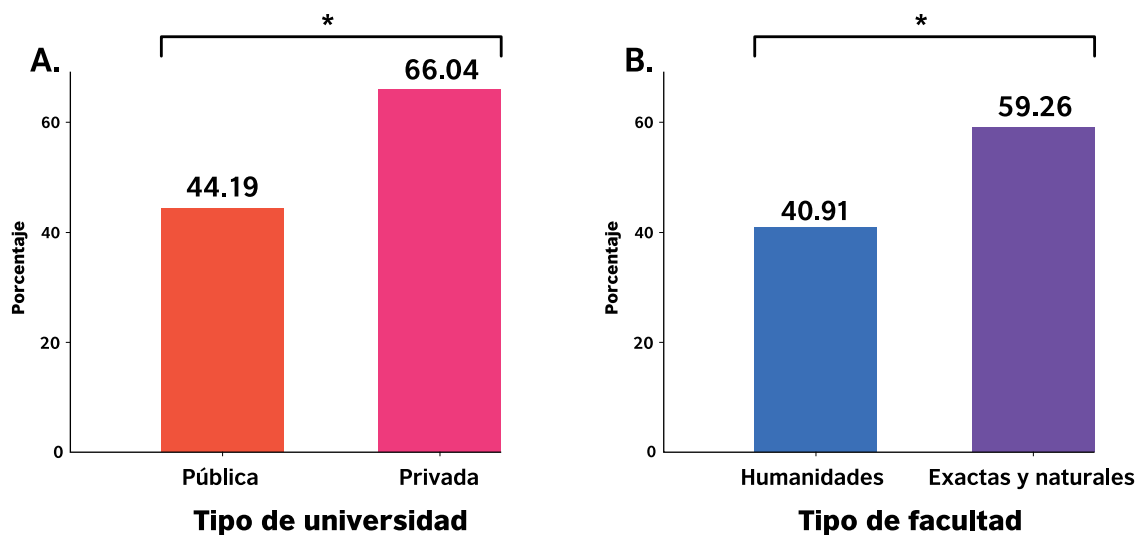 A.
*
66.04
44.19
60
40
20
0
Porcentaje
Pública
Privada
Tipo de universidad
B.
*
59.26
40.91
60
40
20
0
Porcentaje
Humanidades
Exactas y naturales
Tipo de facultad